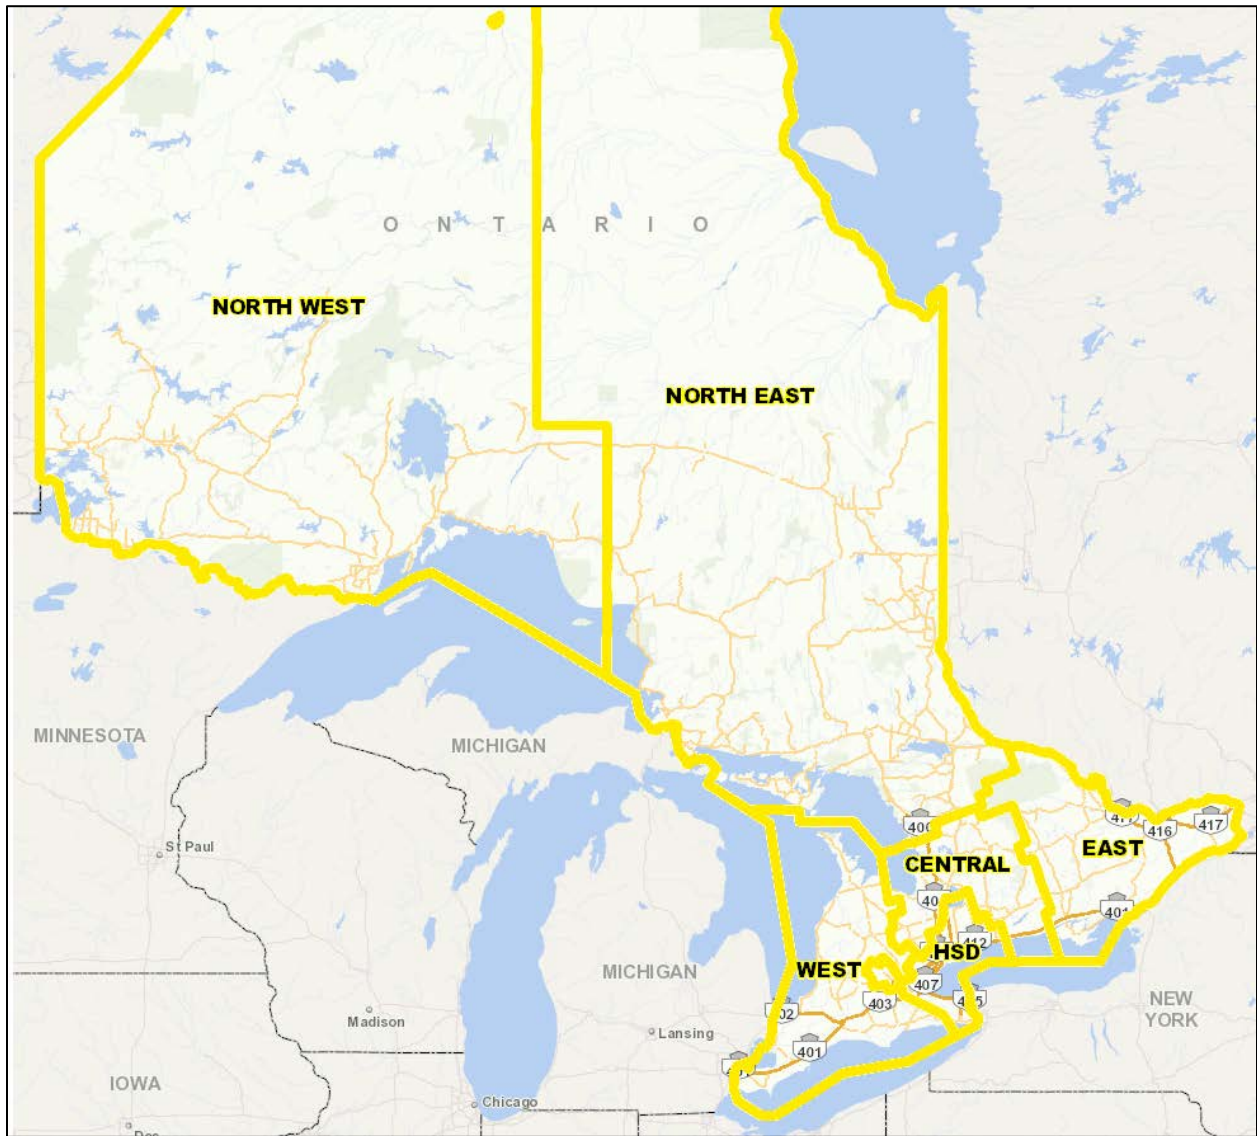 O N T A R I O
NORTH WEST
NORTH EAST
MINNESOTA
MICHIGAN
St Paul
400
416
417
CENTRAL
EAST
401
412
HSD
WEST
MICHIGAN
407
403
NEW
YORK
Madison
Lansing
401
IOWA
Chicago